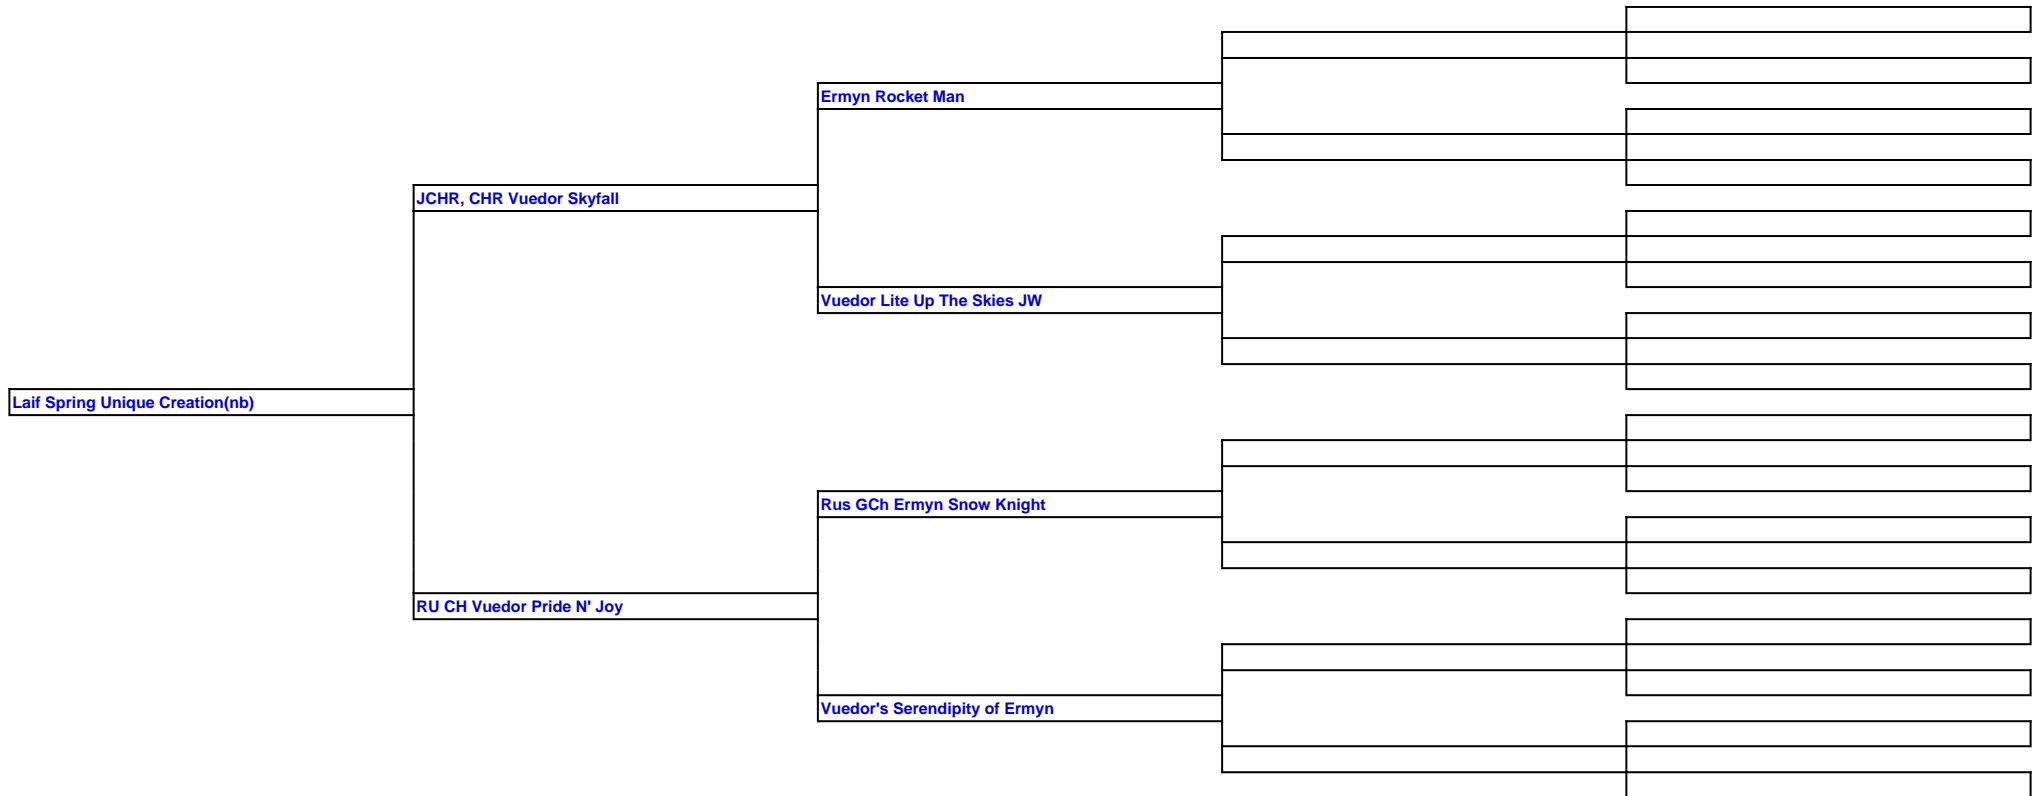 Ermyn Rocket Man
JCHR, CHR Vuedor Skyfall
Vuedor Lite Up The Skies JW
Laif Spring Unique Creation(nb)
Rus GCh Ermyn Snow Knight
RU CH Vuedor Pride N' Joy
Vuedor's Serendipity of Ermyn